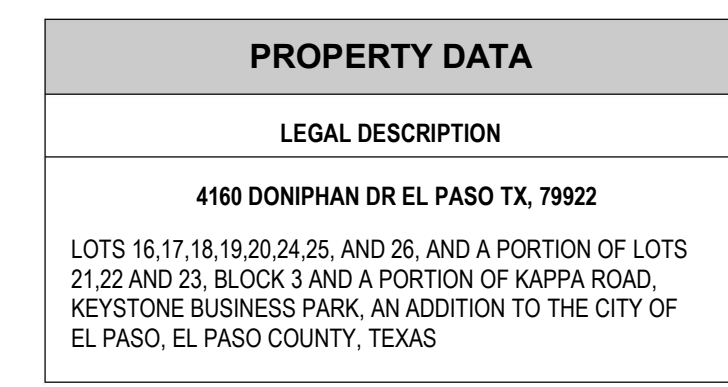 PROPERTY DATA
LEGAL DESCRIPTION
4160 DONIPHAN DR EL PASO TX, 79922
LOTS 16,17,18,19,20,24,25, AND 26, AND A PORTION OF LOTS
21,22 AND 23, BLOCK 3 AND A PORTION OF KAPPA ROAD,
KEYSTONE BUSINESS PARK, AN ADDITION TO THE CITY OF
EL PASO, EL PASO COUNTY, TEXAS